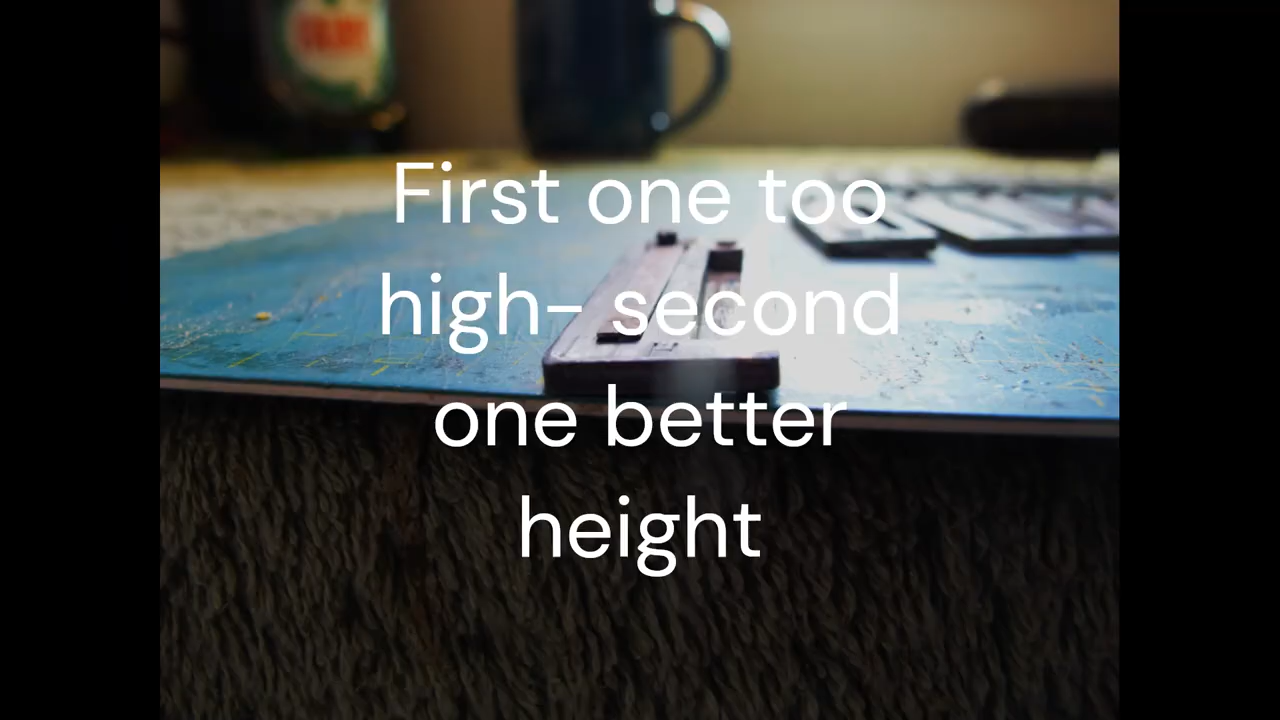 First one too
high- second
one better
height